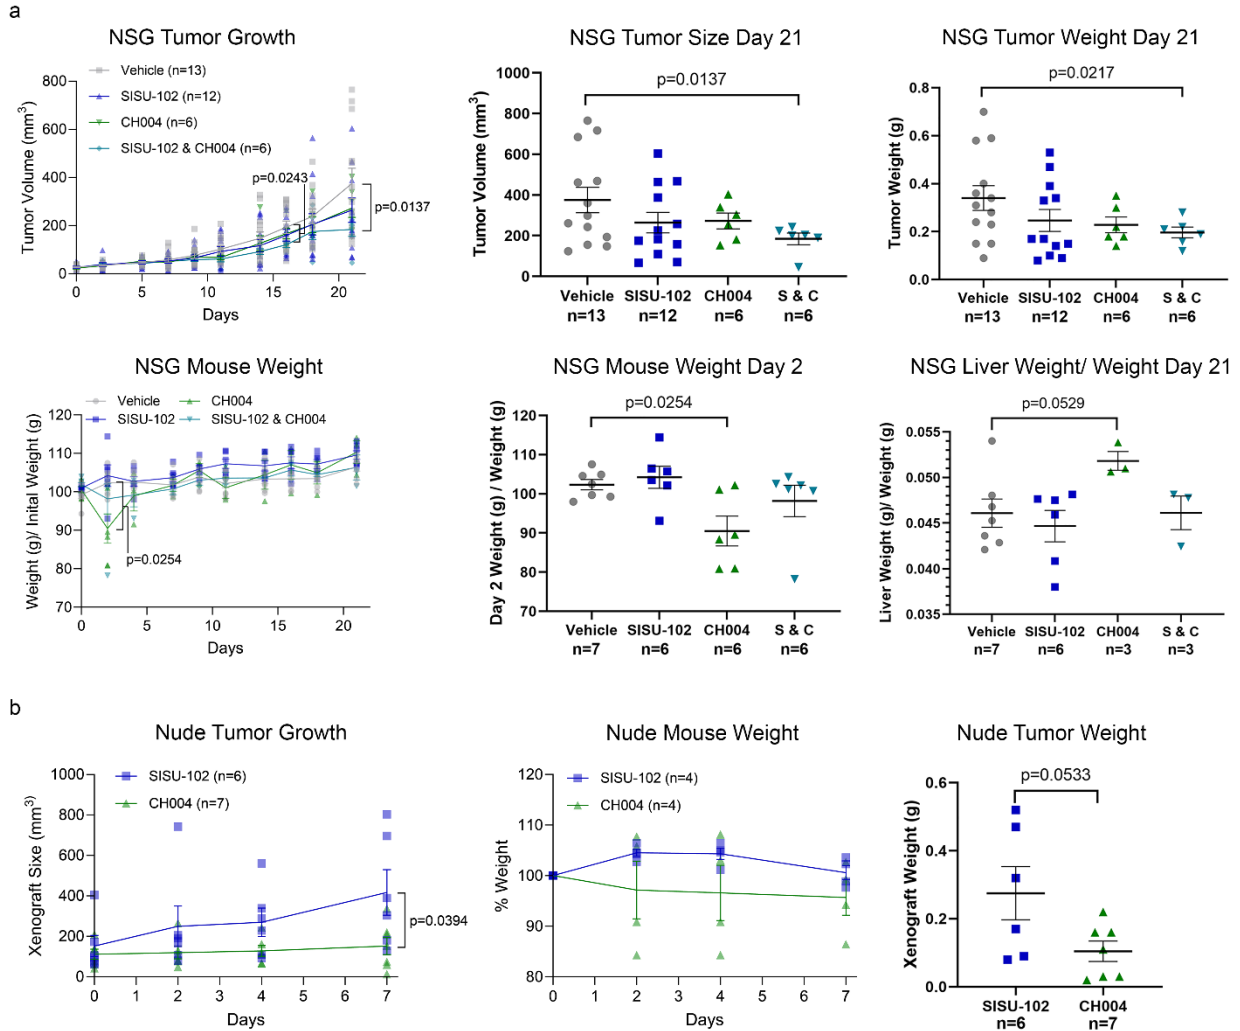 a
NSG Tumor Growth
Vehicle (n=13)
SISU-102 (n=12)
CH004 (n=6)
SISU-102 & CH004 (n=6)
Tumor Volume (mm³)
800
600
400
200
0
p=0.0243
p=0.0137
0 5 10 15 20
Days
NSG Tumor Size Day 21
p=0.0137
Tumor Volume (mm³)
1000
800
600
400
200
0
Vehicle SISU-102 CH004 S & C
n=13 n=12 n=6 n=6
NSG Tumor Weight Day 21
p=0.0217
Tumor Weight (g)
0.8
0.6
0.4
0.2
0.0
Vehicle SISU-102 CH004 S & C
n=13 n=12 n=6 n=6
NSG Mouse Weight
Vehicle CH004
SISU-102 SISU-102 & CH004
Weight (g)/ Inital Weight (g)
120
110
100
90
80
70
p=0.0254
0 5 10 15 20
Days
NSG Mouse Weight Day 2
p=0.0254
Day 2 Weight (g) / Weight (g)
120
110
100
90
80
70
Vehicle SISU-102 CH004 S & C
n=7 n=6 n=6 n=6
NSG Liver Weight/ Weight Day 21
p=0.0529
Liver Weight (g)/ Weight (g)
0.055
0.050
0.045
0.040
0.035
Vehicle SISU-102 CH004 S & C
n=7 n=6 n=3 n=3
b
Nude Tumor Growth
SISU-102 (n=6)
CH004 (n=7)
Xenograft Sixe (mm³)
1000
800
600
400
200
0
p=0.0394
0 1 2 3 4 5 6 7
Days
Nude Mouse Weight
SISU-102 (n=4)
CH004 (n=4)
% Weight
120
110
100
90
80
0 1 2 3 4 5 6 7
Days
Nude Tumor Weight
p=0.0533
Xenograft Weight (g)
0.6
0.4
0.2
0.0
SISU-102 CH004
n=6 n=7